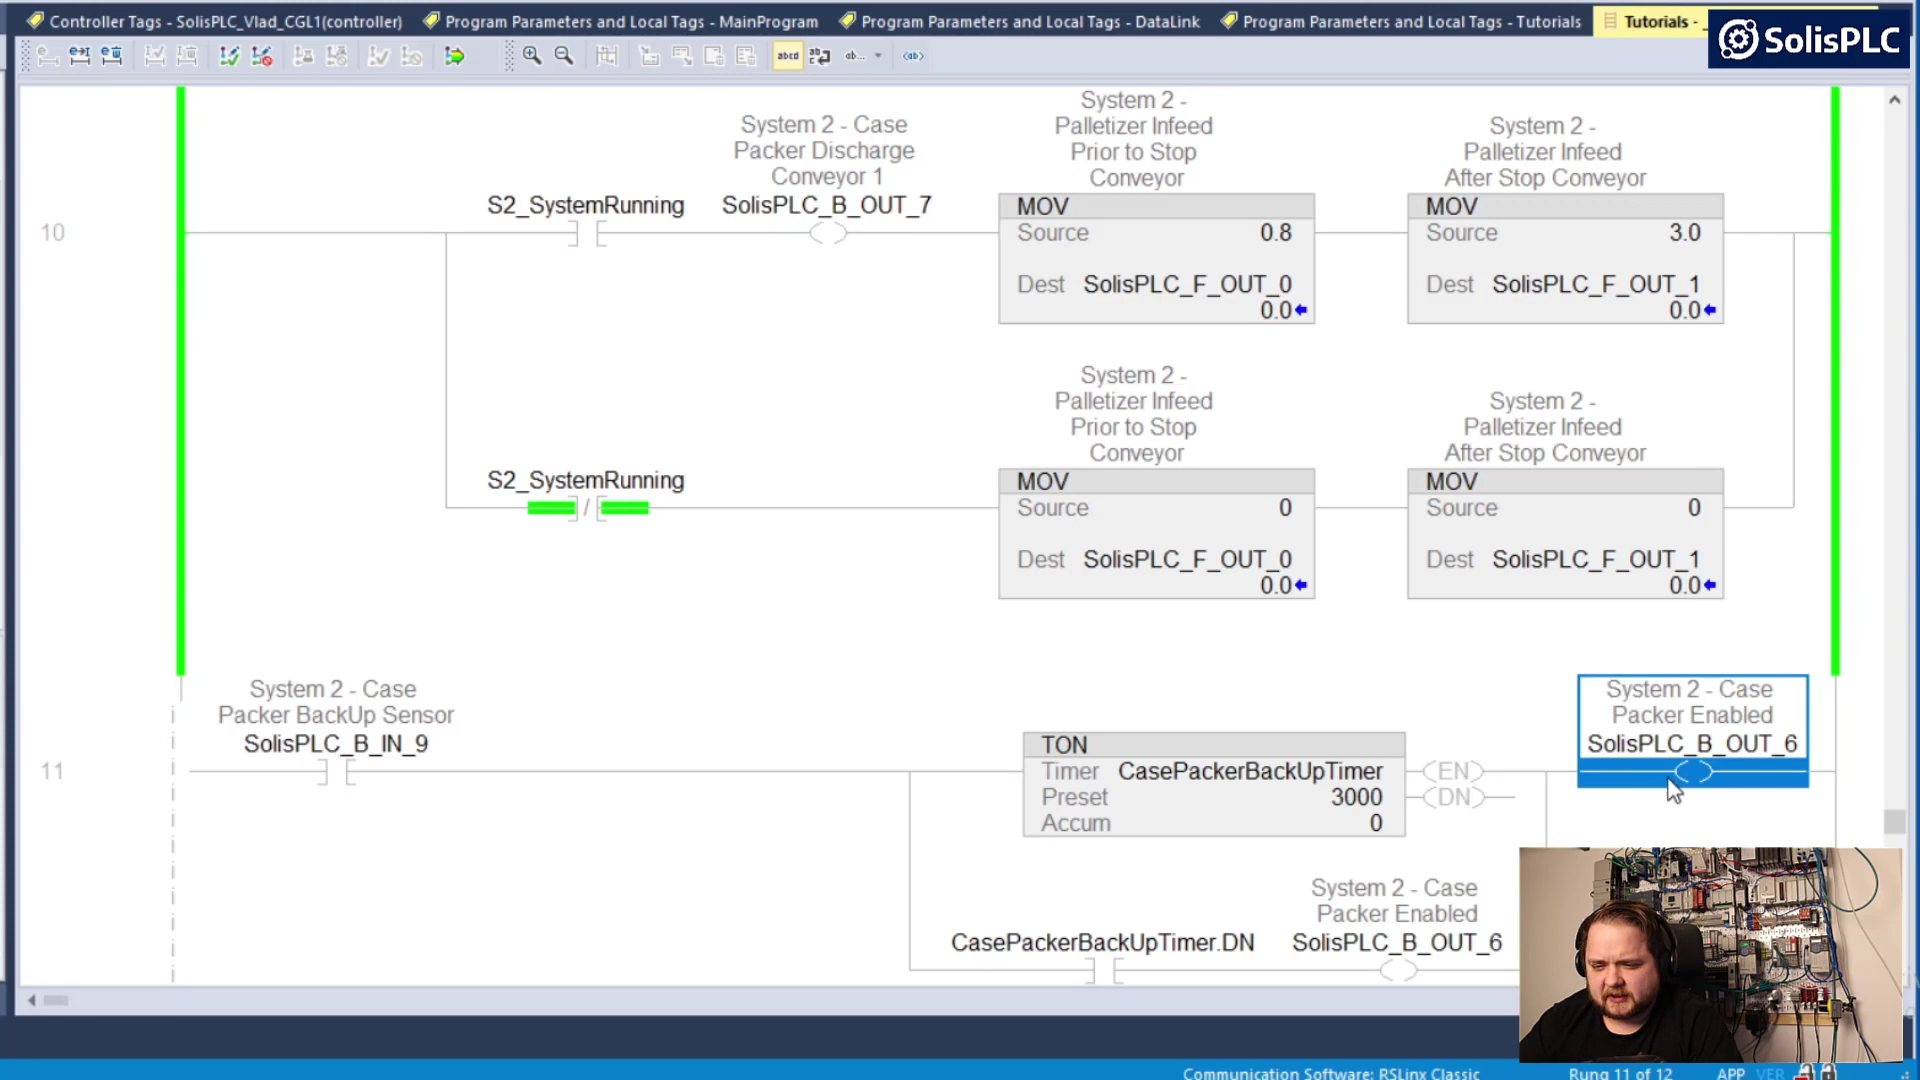 Controller Tags - SolisPLC_Vlad_CGL1(controller)
Program Parameters and Local Tags - MainProgram
Program Parameters and Local Tags - DataLink
Program Parameters and Local Tags - Tutorials
Tutorials -
SolisPLC
abcd
ab...
<ab>
System 2 - Case
Packer Discharge
Conveyor 1
SolisPLC_B_OUT_7
System 2 -
Palletizer Infeed
Prior to Stop
Conveyor
System 2 -
Palletizer Infeed
After Stop Conveyor
10
S2_SystemRunning
MOV
Source 0.8
Dest SolisPLC_F_OUT_0
0.0
MOV
Source 3.0
Dest SolisPLC_F_OUT_1
0.0
System 2 -
Palletizer Infeed
Prior to Stop
Conveyor
System 2 -
Palletizer Infeed
After Stop Conveyor
S2_SystemRunning
MOV
Source 0
Dest SolisPLC_F_OUT_0
0.0
MOV
Source 0
Dest SolisPLC_F_OUT_1
0.0
System 2 - Case
Packer BackUp Sensor
SolisPLC_B_IN_9
11
TON
Timer CasePackerBackUpTimer
Preset 3000
Accum 0
EN
DN
System 2 - Case
Packer Enabled
SolisPLC_B_OUT_6
CasePackerBackUpTimer.DN
System 2 - Case
Packer Enabled
SolisPLC_B_OUT_6
Communication Software: RSLinx Classic
Rung 11 of 12
APP
VER